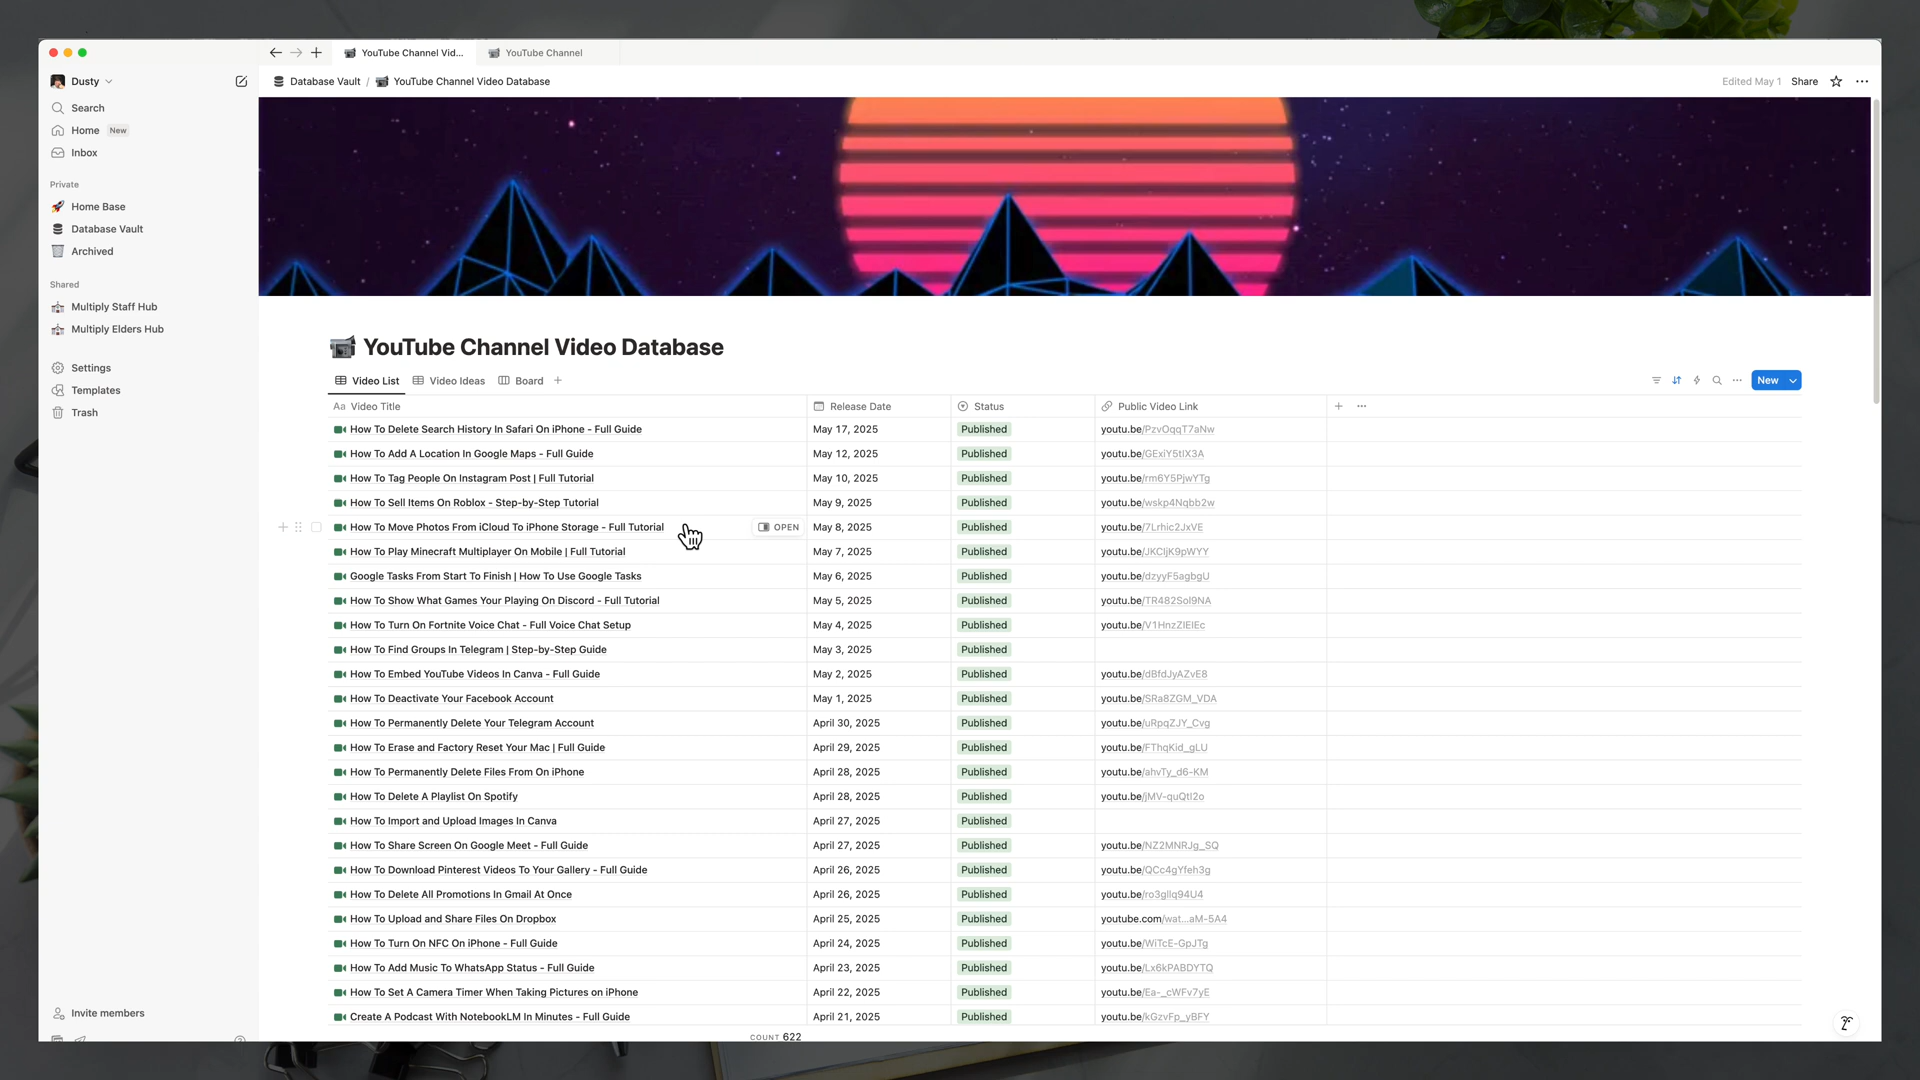 YouTube Channel Vid...
YouTube Channel
Dusty
Database Vault / YouTube Channel Video Database
Edited May 1 Share
Search
Home New
Inbox
Private
Home Base
Database Vault
Archived
Shared
Multiply Staff Hub
Multiply Elders Hub
Settings
Templates
Trash
Invite members
YouTube Channel Video Database
Video List Video Ideas Board
New
Aa Video Title Release Date Status Public Video Link
How To Delete Search History In Safari On iPhone - Full Guide May 17, 2025 Published youtu.be/PzvOqqT7aNw
How To Add A Location In Google Maps - Full Guide May 12, 2025 Published youtu.be/GExiY5tIX3A
How To Tag People On Instagram Post | Full Tutorial May 10, 2025 Published youtu.be/rm6Y5PjwYTg
How To Sell Items On Roblox - Step-by-Step Tutorial May 9, 2025 Published youtu.be/wskp4Nqbb2w
How To Move Photos From iCloud To iPhone Storage - Full Tutorial OPEN May 8, 2025 Published youtu.be/7Lrhic2JxVE
How To Play Minecraft Multiplayer On Mobile | Full Tutorial May 7, 2025 Published youtu.be/JKCljK9pWYY
Google Tasks From Start To Finish | How To Use Google Tasks May 6, 2025 Published youtu.be/dzyyF5agbgU
How To Show What Games Your Playing On Discord - Full Tutorial May 5, 2025 Published youtu.be/TR482Sol9NA
How To Turn On Fortnite Voice Chat - Full Voice Chat Setup May 4, 2025 Published youtu.be/V1HnzZIEIEc
How To Find Groups In Telegram | Step-by-Step Guide May 3, 2025 Published
How To Embed YouTube Videos In Canva - Full Guide May 2, 2025 Published youtu.be/dBfdJyAZvE8
How To Deactivate Your Facebook Account May 1, 2025 Published youtu.be/SRa8ZGM_VDA
How To Permanently Delete Your Telegram Account April 30, 2025 Published youtu.be/uRpqZJY_Cvg
How To Erase and Factory Reset Your Mac | Full Guide April 29, 2025 Published youtu.be/FThqKid_gLU
How To Permanently Delete Files From On iPhone April 28, 2025 Published youtu.be/ahvTy_d6-KM
How To Delete A Playlist On Spotify April 28, 2025 Published youtu.be/jMV-quQtI2o
How To Import and Upload Images In Canva April 27, 2025 Published
How To Share Screen On Google Meet - Full Guide April 27, 2025 Published youtu.be/NZ2MNRJg_SQ
How To Download Pinterest Videos To Your Gallery - Full Guide April 26, 2025 Published youtu.be/QCc4gYfeh3g
How To Delete All Promotions In Gmail At Once April 26, 2025 Published youtu.be/ro3gllq94U4
How To Upload and Share Files On Dropbox April 25, 2025 Published youtube.com/wat...aM-5A4
How To Turn On NFC On iPhone - Full Guide April 24, 2025 Published youtu.be/WiTcE-GpJTg
How To Add Music To WhatsApp Status - Full Guide April 23, 2025 Published youtu.be/Lx6kPABDYTQ
How To Set A Camera Timer When Taking Pictures on iPhone April 22, 2025 Published youtu.be/Ea-_cWFv7yE
Create A Podcast With NotebookLM In Minutes - Full Guide April 21, 2025 Published youtu.be/kGzvFp_yBFY
COUNT 622